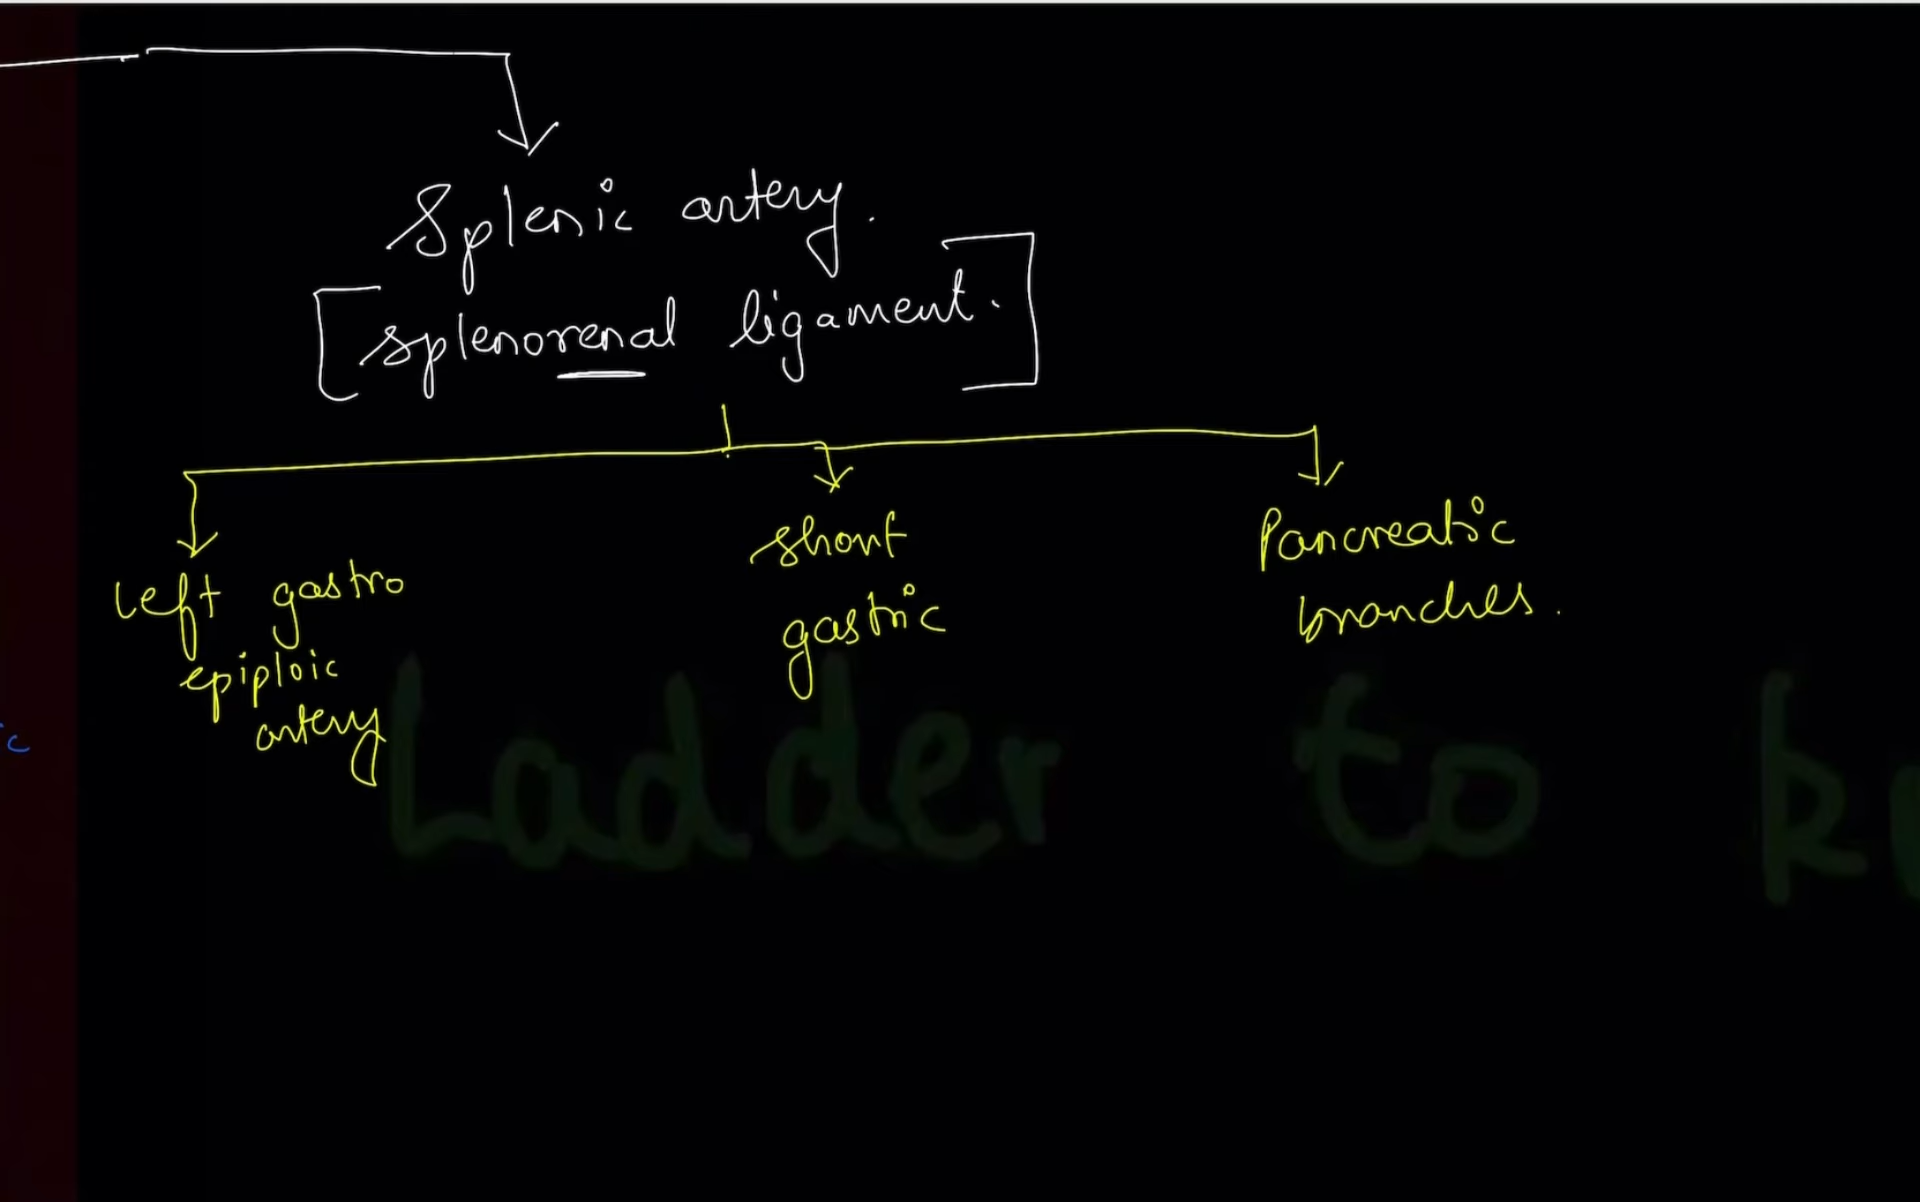 Splenic artery.
[splenorenal ligament.]
left gastro
epiploic
artery
short
gastric
Pancreatic
branches.
c
Ladder to k